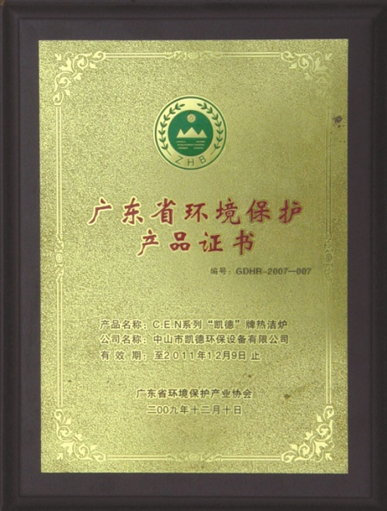 ZHB
广东省环境保护
产品证书
编号：GDHR-2007-007
产品名称：C.E.N系列“凯德”牌热洁炉
公司名称：中山市凯德环保设备有限公司
有 效 期：至2011年12月9日 止
广东省环境保护产业协会
二00九年十二月十日